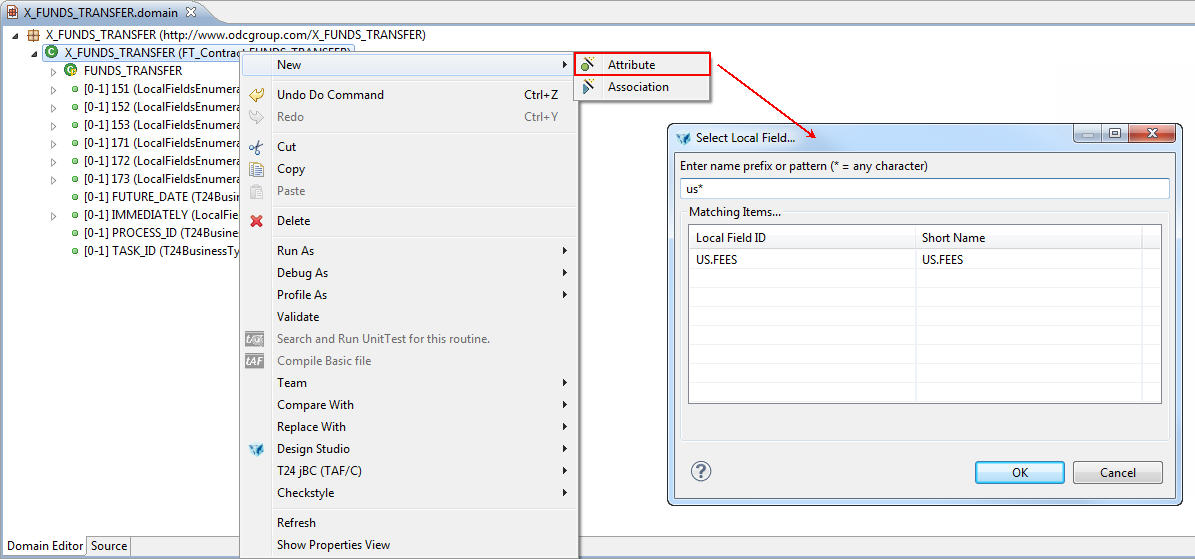 X_FUNDS_TRANSFER.domain
X_FUNDS_TRANSFER (http://www.odcgroup.com/X_FUNDS_TRANSFER)
X_FUNDS_TRANSFER (FT_Contract:FUNDS_TRANSFER)
FUNDS_TRANSFER
[0-1] 151 (LocalFieldsEnumera
[0-1] 152 (LocalFieldsEnumera
[0-1] 153 (LocalFieldsEnumera
[0-1] 171 (LocalFieldsEnumera
[0-1] 172 (LocalFieldsEnumera
[0-1] 173 (LocalFieldsEnumera
[0-1] FUTURE_DATE (T24Busin
[0-1] IMMEDIATELY (LocalFie
[0-1] PROCESS_ID (T24Busine
[0-1] TASK_ID (T24BusinessTy
Domain Editor Source
New
Undo Do Command Ctrl+Z
Redo Ctrl+Y
Cut
Copy
Paste
Delete
Run As
Debug As
Profile As
Validate
Search and Run UnitTest for this routine.
Compile Basic file
Team
Compare With
Replace With
Design Studio
T24 jBC (TAF/C)
Checkstyle
Refresh
Show Properties View
Attribute
Association
Select Local Field...
Enter name prefix or pattern (* = any character)
us*
Matching Items...
Local Field ID Short Name
US.FEES US.FEES
? OK Cancel